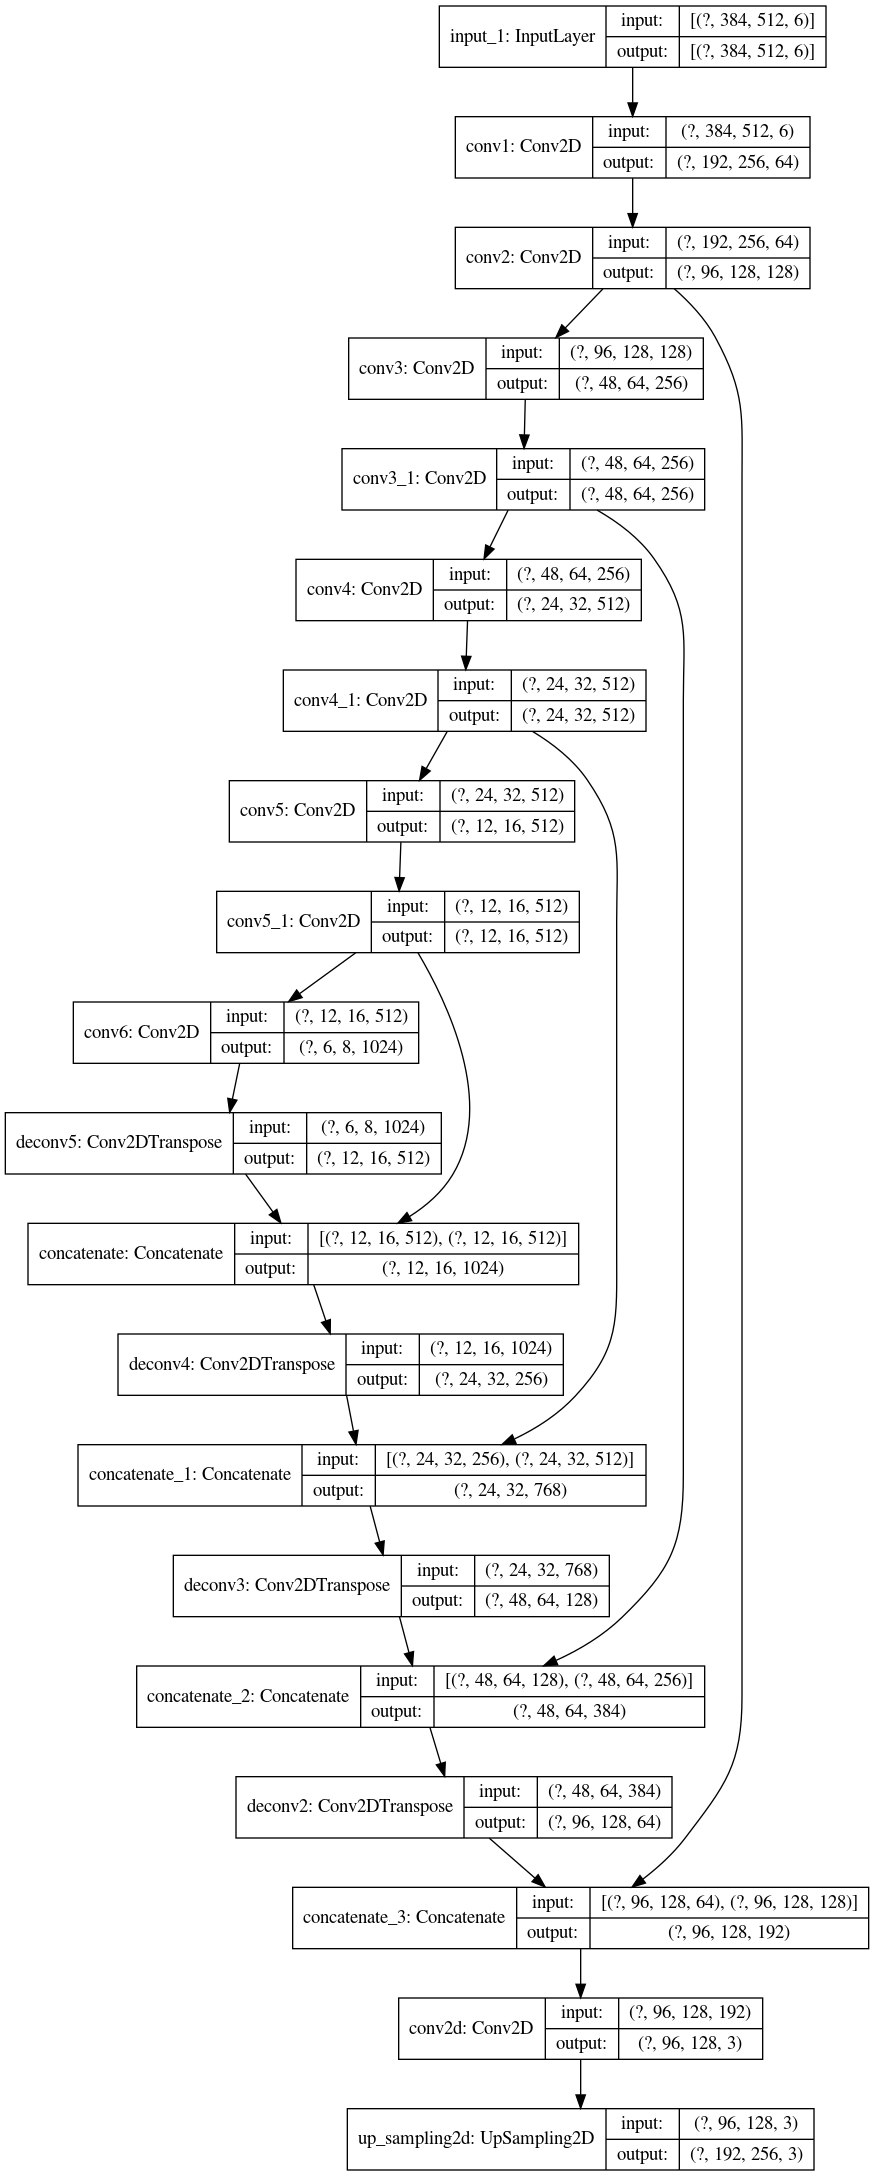 input_1: InputLayer
input: [(?, 384, 512, 6)]
output: [(?, 384, 512, 6)]
conv1: Conv2D
input: (?, 384, 512, 6)
output: (?, 192, 256, 64)
conv2: Conv2D
input: (?, 192, 256, 64)
output: (?, 96, 128, 128)
conv3: Conv2D
input: (?, 96, 128, 128)
output: (?, 48, 64, 256)
conv3_1: Conv2D
input: (?, 48, 64, 256)
output: (?, 48, 64, 256)
conv4: Conv2D
input: (?, 48, 64, 256)
output: (?, 24, 32, 512)
conv4_1: Conv2D
input: (?, 24, 32, 512)
output: (?, 24, 32, 512)
conv5: Conv2D
input: (?, 24, 32, 512)
output: (?, 12, 16, 512)
conv5_1: Conv2D
input: (?, 12, 16, 512)
output: (?, 12, 16, 512)
conv6: Conv2D
input: (?, 12, 16, 512)
output: (?, 6, 8, 1024)
deconv5: Conv2DTranspose
input: (?, 6, 8, 1024)
output: (?, 12, 16, 512)
concatenate: Concatenate
input: [(?, 12, 16, 512), (?, 12, 16, 512)]
output: (?, 12, 16, 1024)
deconv4: Conv2DTranspose
input: (?, 12, 16, 1024)
output: (?, 24, 32, 256)
concatenate_1: Concatenate
input: [(?, 24, 32, 256), (?, 24, 32, 512)]
output: (?, 24, 32, 768)
deconv3: Conv2DTranspose
input: (?, 24, 32, 768)
output: (?, 48, 64, 128)
concatenate_2: Concatenate
input: [(?, 48, 64, 128), (?, 48, 64, 256)]
output: (?, 48, 64, 384)
deconv2: Conv2DTranspose
input: (?, 48, 64, 384)
output: (?, 96, 128, 64)
concatenate_3: Concatenate
input: [(?, 96, 128, 64), (?, 96, 128, 128)]
output: (?, 96, 128, 192)
conv2d: Conv2D
input: (?, 96, 128, 192)
output: (?, 96, 128, 3)
up_sampling2d: UpSampling2D
input: (?, 96, 128, 3)
output: (?, 192, 256, 3)